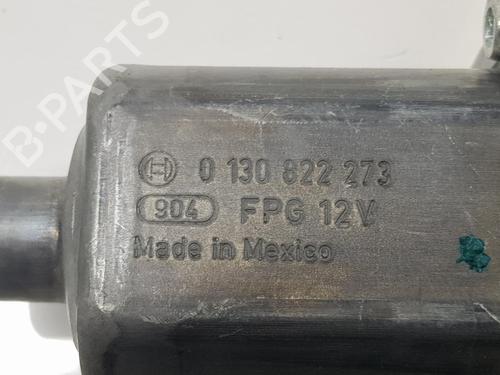 B-PARTS
0 130 822 273
904 FPG 12V
Made in Mexico